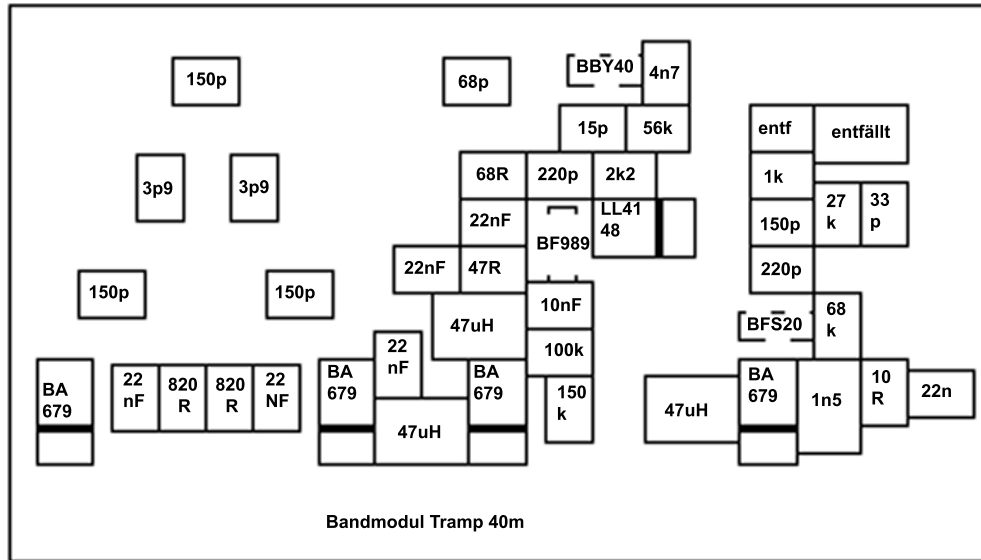 BBY40
4n7
150p
68p
15p
56k
entf
entfällt
68R
220p
2k2
1k
3p9
3p9
22nF
BF989
LL41
48
150p
27
k
33
p
22nF
47R
220p
150p
150p
10nF
47uH
BFS20
68
k
22
nF
100k
BA
679
22
nF
820
R
820
R
22
NF
BA
679
47uH
BA
679
150
k
47uH
BA
679
1n5
10
R
22n
Bandmodul Tramp 40m